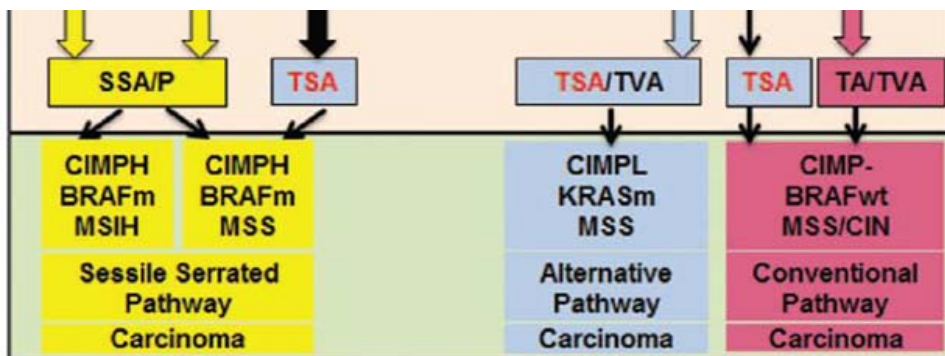 SSA/P
TSA
TSA/TVA
TSA
TA/TVA
CIMPH
BRAFm
MSIH
CIMPH
BRAFm
MSS
Sessile Serrated
Pathway
Carcinoma
CIMPL
KRASm
MSS
Alternative
Pathway
Carcinoma
CIMP-
BRAFwt
MSS/CIN
Conventional
Pathway
Carcinoma